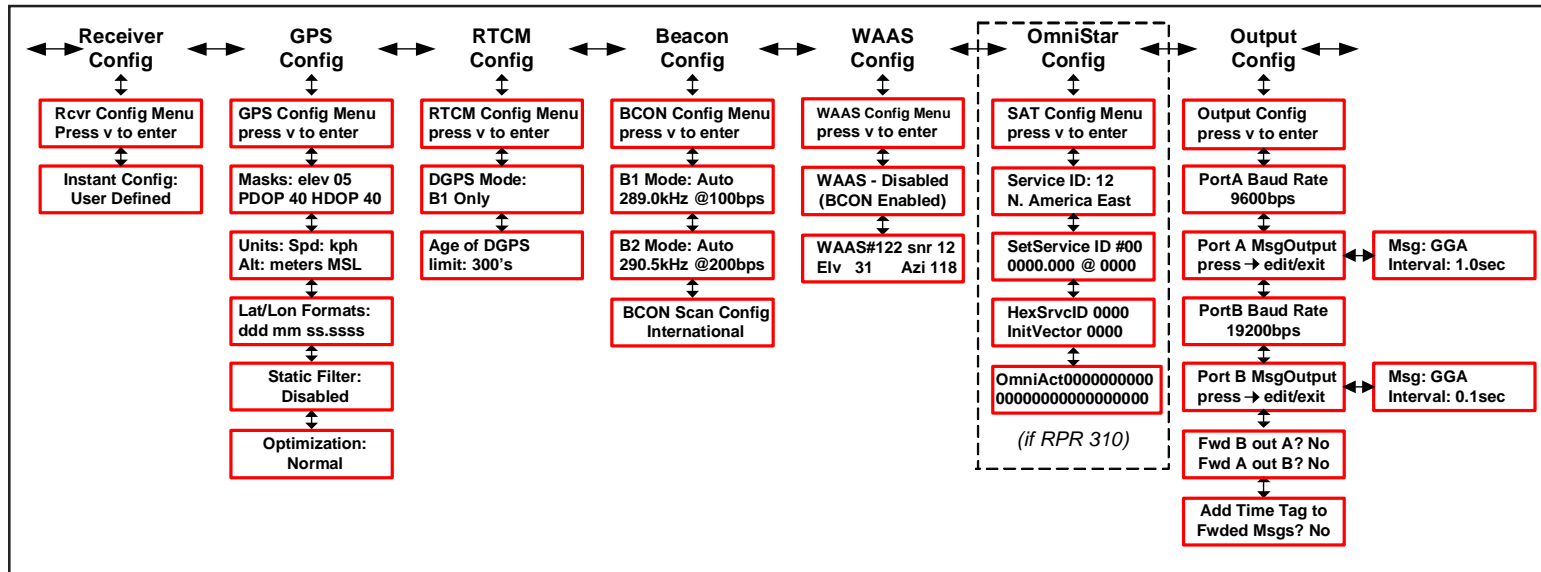 Receiver
Config
Rcvr Config Menu
Press v to enter
Instant Config:
User Defined
GPS
Config
GPS Config Menu
press v to enter
Masks: elev 05
PDOP 40 HDOP 40
Units: Spd: kph
Alt: meters MSL
Lat/Lon Formats:
ddd mm ss.ssss
Static Filter:
Disabled
Optimization:
Normal
RTCM
Config
RTCM Config Menu
press v to enter
DGPS Mode:
B1 Only
Age of DGPS
limit: 300's
Beacon
Config
BCON Config Menu
press v to enter
B1 Mode: Auto
289.0kHz @100bps
B2 Mode: Auto
290.5kHz @200bps
BCON Scan Config
International
WAAS
Config
WAAS Config Menu
press v to enter
WAAS - Disabled
(BCON Enabled)
WAAS#122 snr 12
Elv 31 Azi 118
OmniStar
Config
SAT Config Menu
press v to enter
Service ID: 12
N. America East
SetService ID #00
0000.000 @ 0000
HexSrvcID 0000
InitVector 0000
OmniAct0000000000
00000000000000000
(if RPR 310)
Output
Config
Output Config
press v to enter
PortA Baud Rate
9600bps
Port A MsgOutput
press → edit/exit
Msg: GGA
Interval: 1.0sec
PortB Baud Rate
19200bps
Port B MsgOutput
press → edit/exit
Msg: GGA
Interval: 0.1sec
Fwd B out A? No
Fwd A out B? No
Add Time Tag to
Fwded Msgs? No